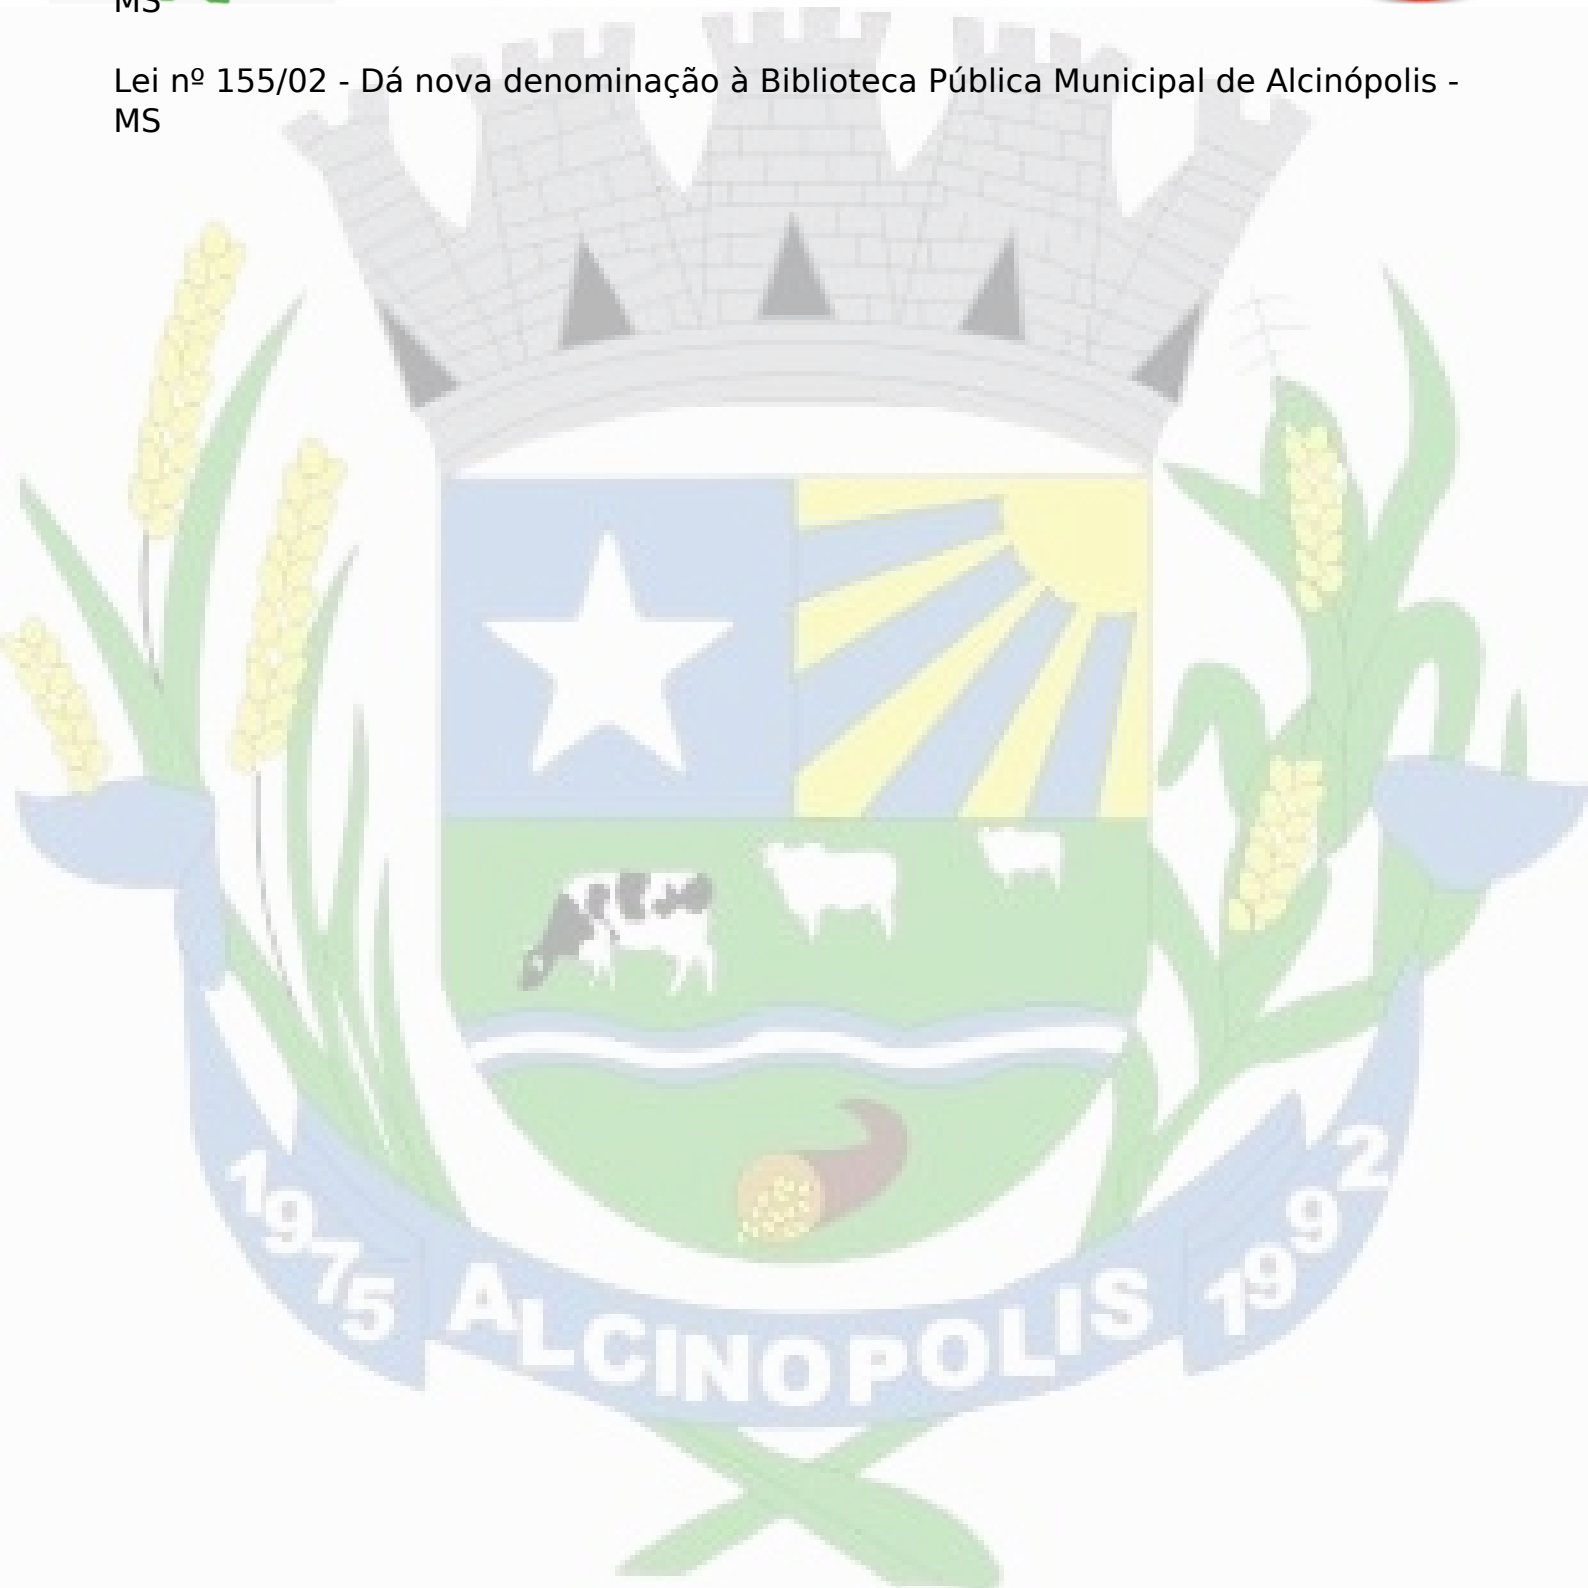 MS
Lei nº 155/02 - Dá nova denominação à Biblioteca Pública Municipal de Alcinópolis -
MS
1975 ALCINOPOLIS 1992